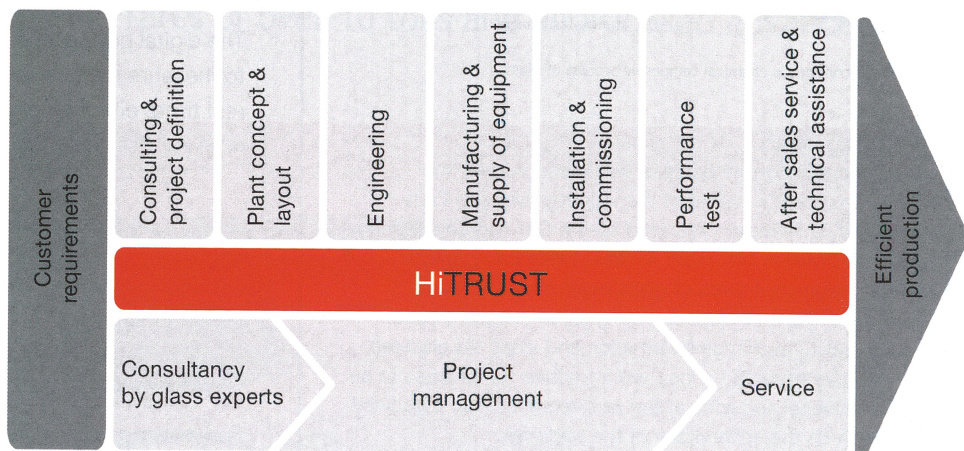 Customer
requirements
Consulting &
project definition
Plant concept &
layout
Engineering
Manufacturing &
supply of equipment
Installation &
commissioning
Performance
test
After sales service &
technical assistance
HiTRUST
Consultancy
by glass experts
Project
management
Service
Efficient
production